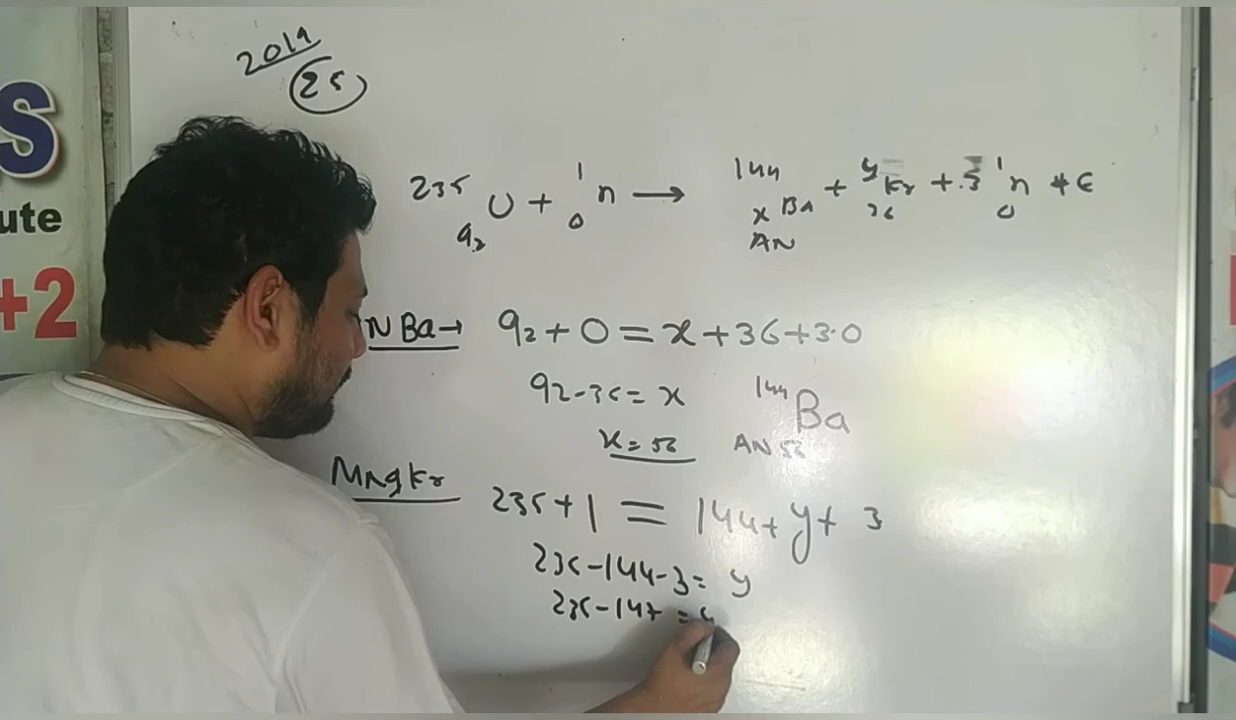 2019
25
S
ute
+2
235 92 U + 1 0 n → 144 x Ba + y 36 Kr + 3 1 0 n + E
AN
N Ba → 92 + 0 = x + 36 + 3·0
92 - 36 = x
144 Ba
x = 56
AN 56
M N of Kr
235 + 1 = 144 + y + 3
236 - 144 - 3 = y
236 - 147 = y